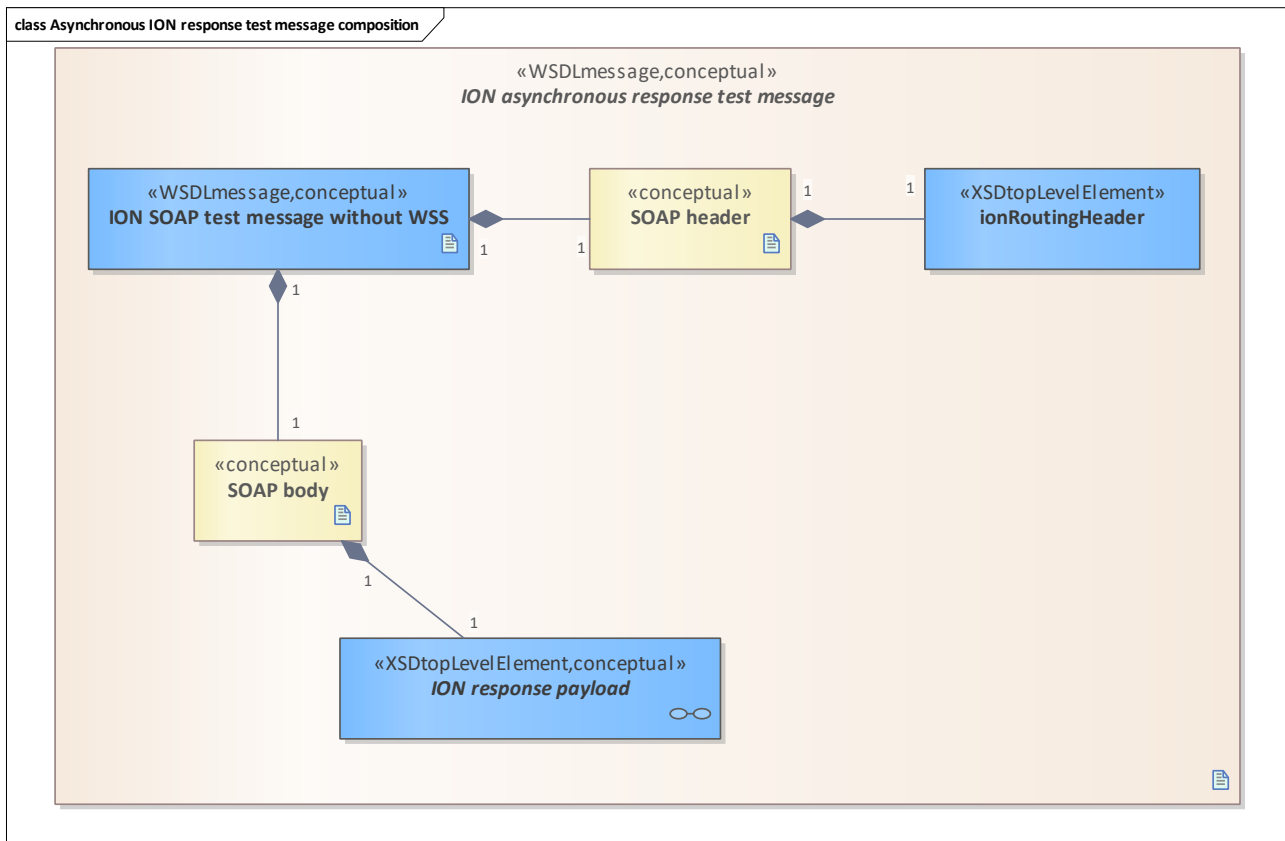 class Asynchronous ION response test message composition
«WSDLmessage,conceptual»
ION asynchronous response test message
«WSDLmessage,conceptual»
ION SOAP test message without WSS
«conceptual»
SOAP header
«XSDtopLevelElement»
ionRoutingHeader
1
1
1
1
1
1
«conceptual»
SOAP body
1
1
«XSDtopLevelElement,conceptual»
ION response payload